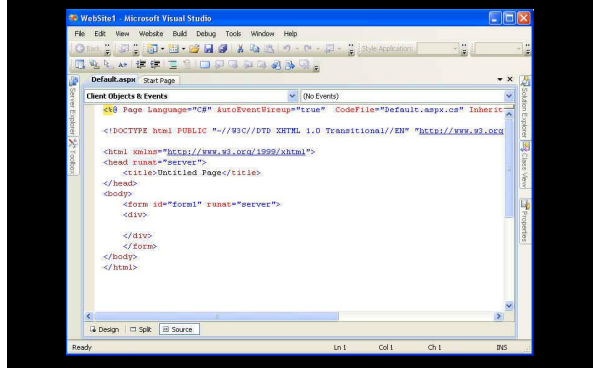 WebSite1 - Microsoft Visual Studio
File Edit View Website Build Debug Tools Window Help
Back Style Application:
Default.aspx Start Page
Client Objects & Events (No Events)
<%@ Page Language="C#" AutoEventWireup="true" CodeFile="Default.aspx.cs" Inherit
<!DOCTYPE html PUBLIC "-//W3C//DTD XHTML 1.0 Transitional//EN" "http://www.w3.org
<html xmlns="http://www.w3.org/1999/xhtml">
<head runat="server">
<title>Untitled Page</title>
</head>
<body>
<form id="form1" runat="server">
<div>
</div>
</form>
</body>
</html>
Design Split Source
Ready Ln 1 Col 1 Ch 1 INS
Server Explorer
Toolbox
Solution Explorer
Class View
Properties